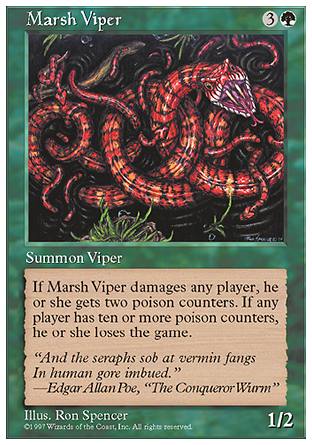 Marsh Viper 3
Summon Viper
If Marsh Viper damages any player, he
or she gets two poison counters. If any
player has ten or more poison counters,
he or she loses the game.
“And the seraphs sob at vermin fangs
In human gore imbued.”
—Edgar Allan Poe, “The Conqueror Wurm”
Illus. Ron Spencer
©1997 Wizards of the Coast, Inc. All rights reserved.
1/2